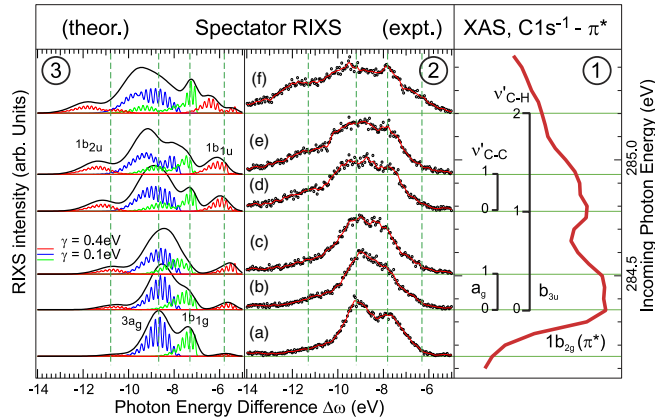 (theor.) Spectator RIXS (expt.) XAS, C1s⁻¹ - π*
3 2 1
(f) (e) (d) (c) (b) (a)
1b2u 1b1u
γ = 0.4eV
γ = 0.1eV
3ag 1b1g
ν'C-H
2
1
0
ν'C-C
1
0
ag
1
0
b3u
1b2g(π*)
RIXS intensity (arb. Units)
285.0
284.5
Incoming Energy (eV)
-14 -12 -10 -8 -6 -14 -12 -10 -8 -6
Photon Energy Difference Δω (eV)